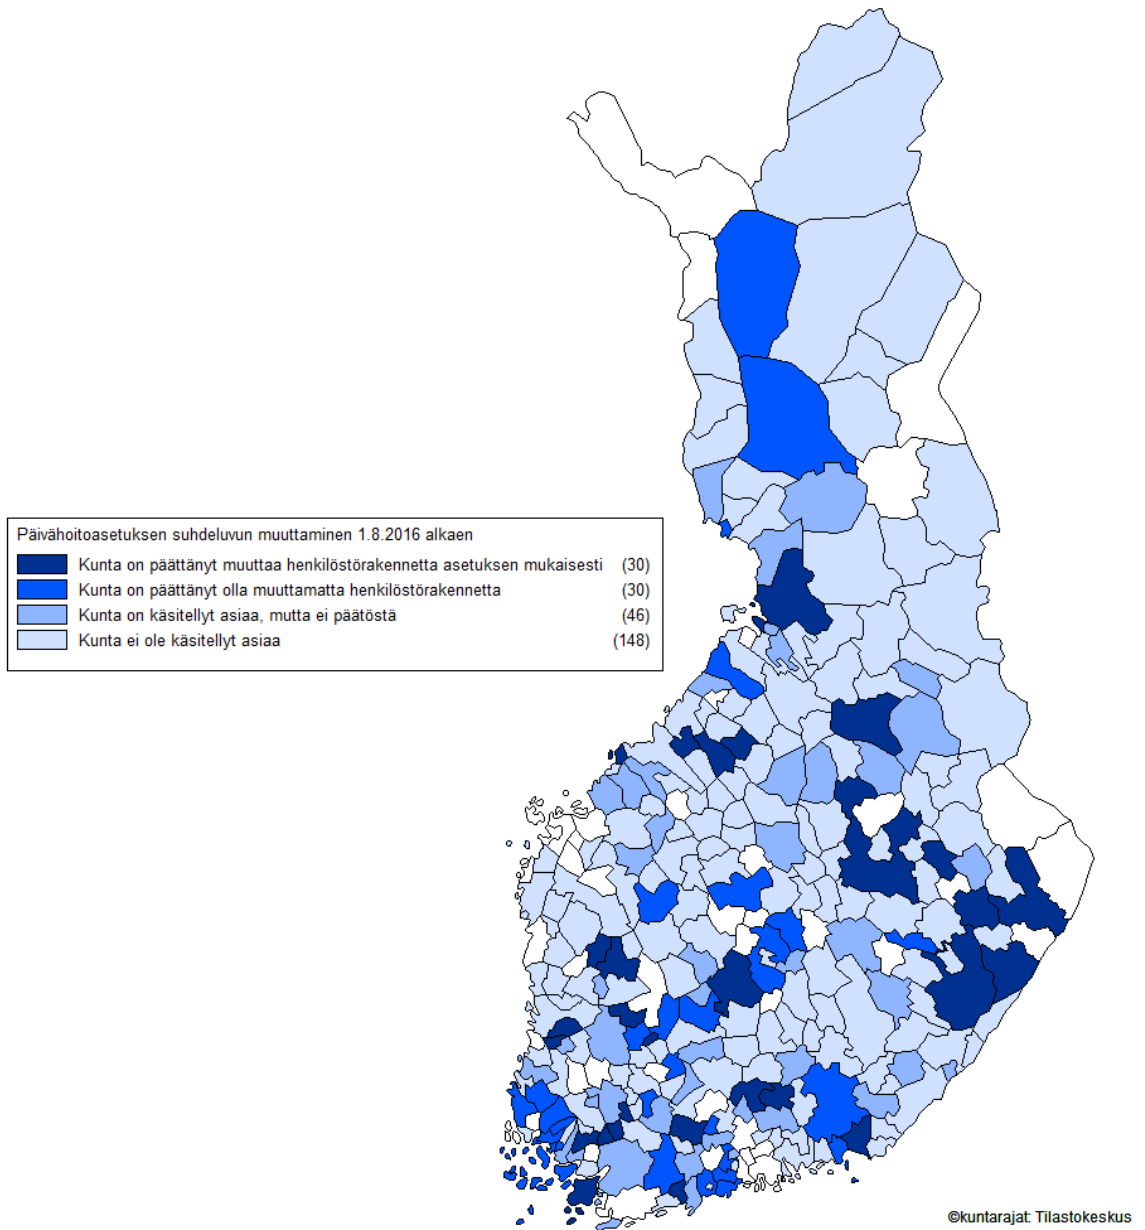 Päivähoitoasetuksen suhdeluvun muuttaminen 1.8.2016 alkaen
Kunta on päättänyt muuttaa henkilöstörakennetta asetuksen mukaisesti (30)
Kunta on päättänyt olla muuttamatta henkilöstörakennetta (30)
Kunta on käsitellyt asiaa, mutta ei päätöstä (46)
Kunta ei ole käsitellyt asiaa (148)
©kuntarajat: Tilastokeskus